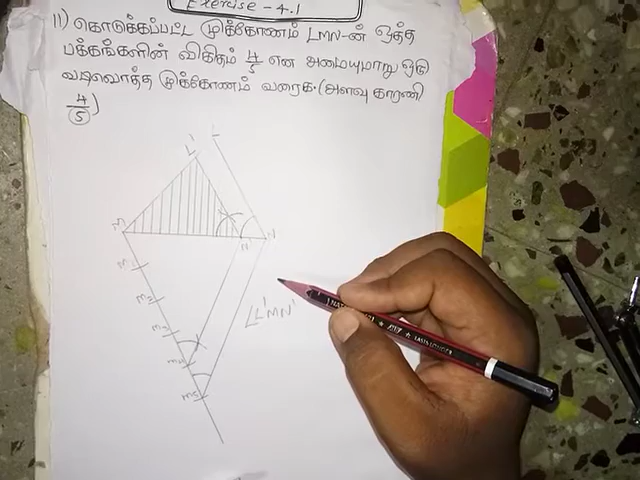 Exercise - 4.1
11) கொடுக்கப்பட்ட முக்கோணம் LMN-ன் ஒத்த
பக்கங்களின் விகிதம் 4/5 என அமையுமாறு ஒரு
வடிவொத்த முக்கோணம் வரைக. (அளவு காரணி
4/5)
L' L
M N' N
M1
M2
M3
M4
M5
∠L'MN'